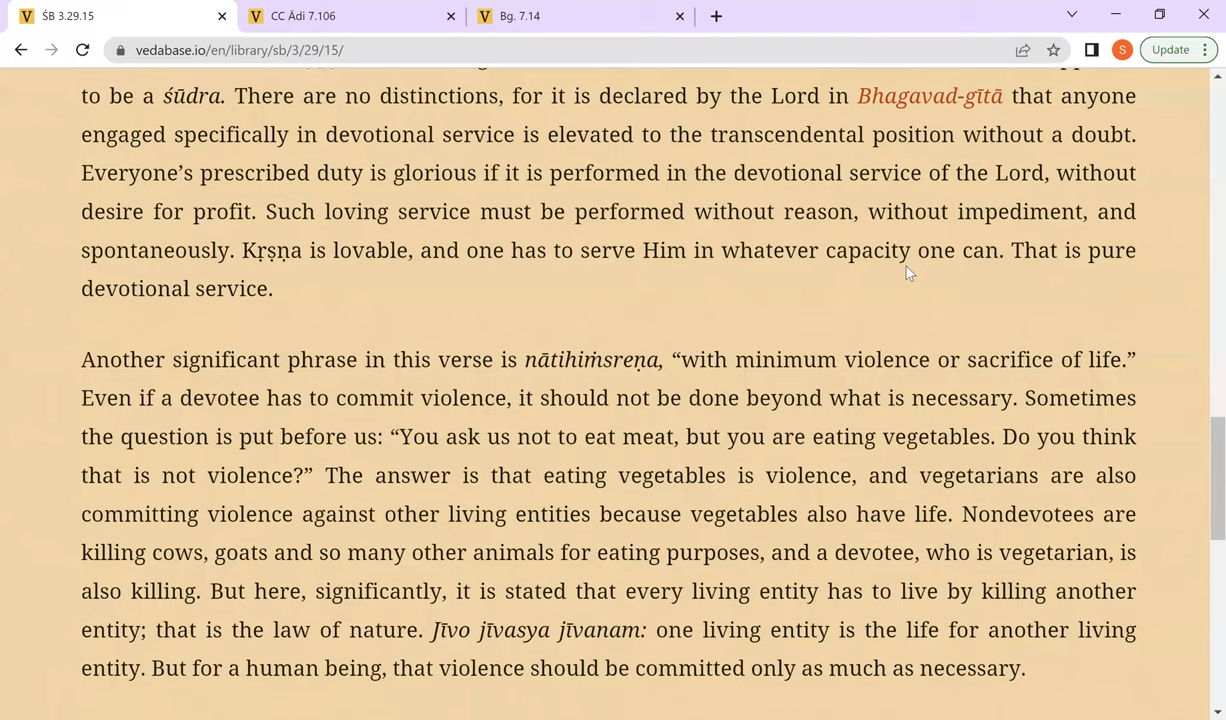 ŚB 3.29.15
CC Ādi 7.106
Bg. 7.14
vedabase.io/en/library/sb/3/29/15/
S
Update
to be a śūdra. There are no distinctions, for it is declared by the Lord in Bhagavad-gītā that anyone
engaged specifically in devotional service is elevated to the transcendental position without a doubt.
Everyone’s prescribed duty is glorious if it is performed in the devotional service of the Lord, without
desire for profit. Such loving service must be performed without reason, without impediment, and
spontaneously. Kṛṣṇa is lovable, and one has to serve Him in whatever capacity one can. That is pure
devotional service.
Another significant phrase in this verse is nātihiṁsreṇa, “with minimum violence or sacrifice of life.”
Even if a devotee has to commit violence, it should not be done beyond what is necessary. Sometimes
the question is put before us: “You ask us not to eat meat, but you are eating vegetables. Do you think
that is not violence?” The answer is that eating vegetables is violence, and vegetarians are also
committing violence against other living entities because vegetables also have life. Nondevotees are
killing cows, goats and so many other animals for eating purposes, and a devotee, who is vegetarian, is
also killing. But here, significantly, it is stated that every living entity has to live by killing another
entity; that is the law of nature. Jīvo jīvasya jīvanam: one living entity is the life for another living
entity. But for a human being, that violence should be committed only as much as necessary.